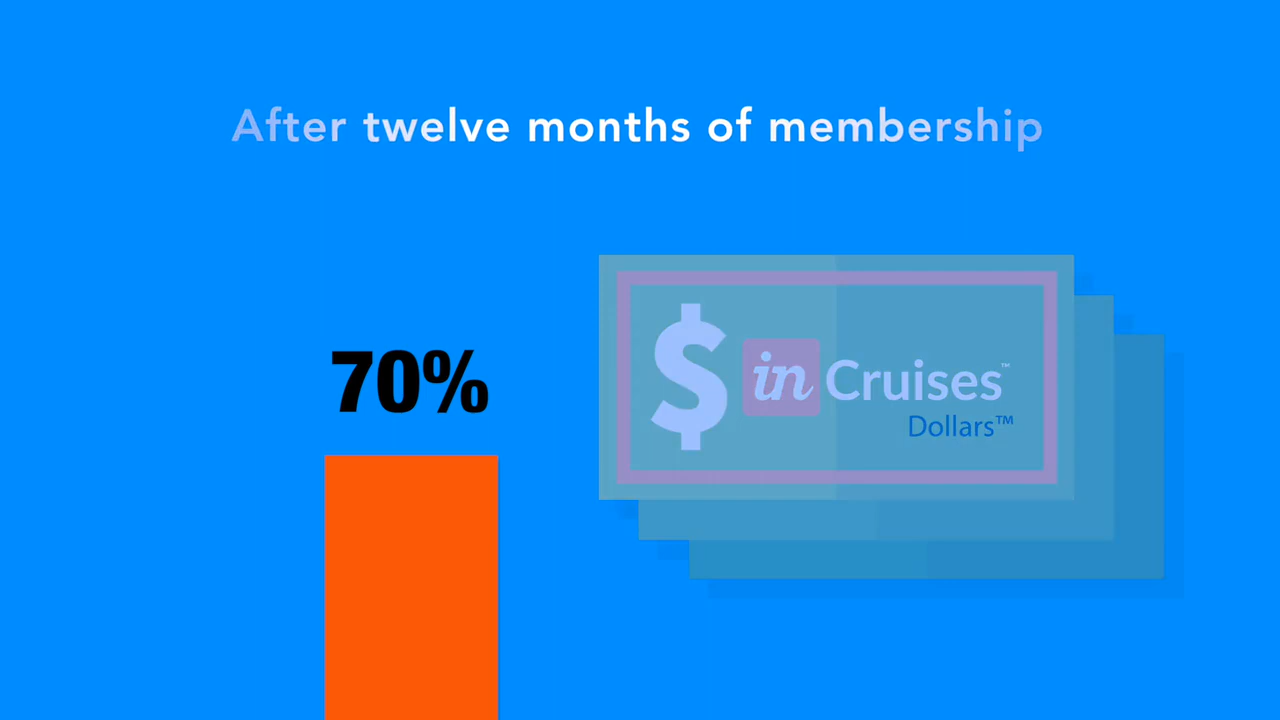 After twelve months of membership
70%
$ in Cruises™
Dollars™